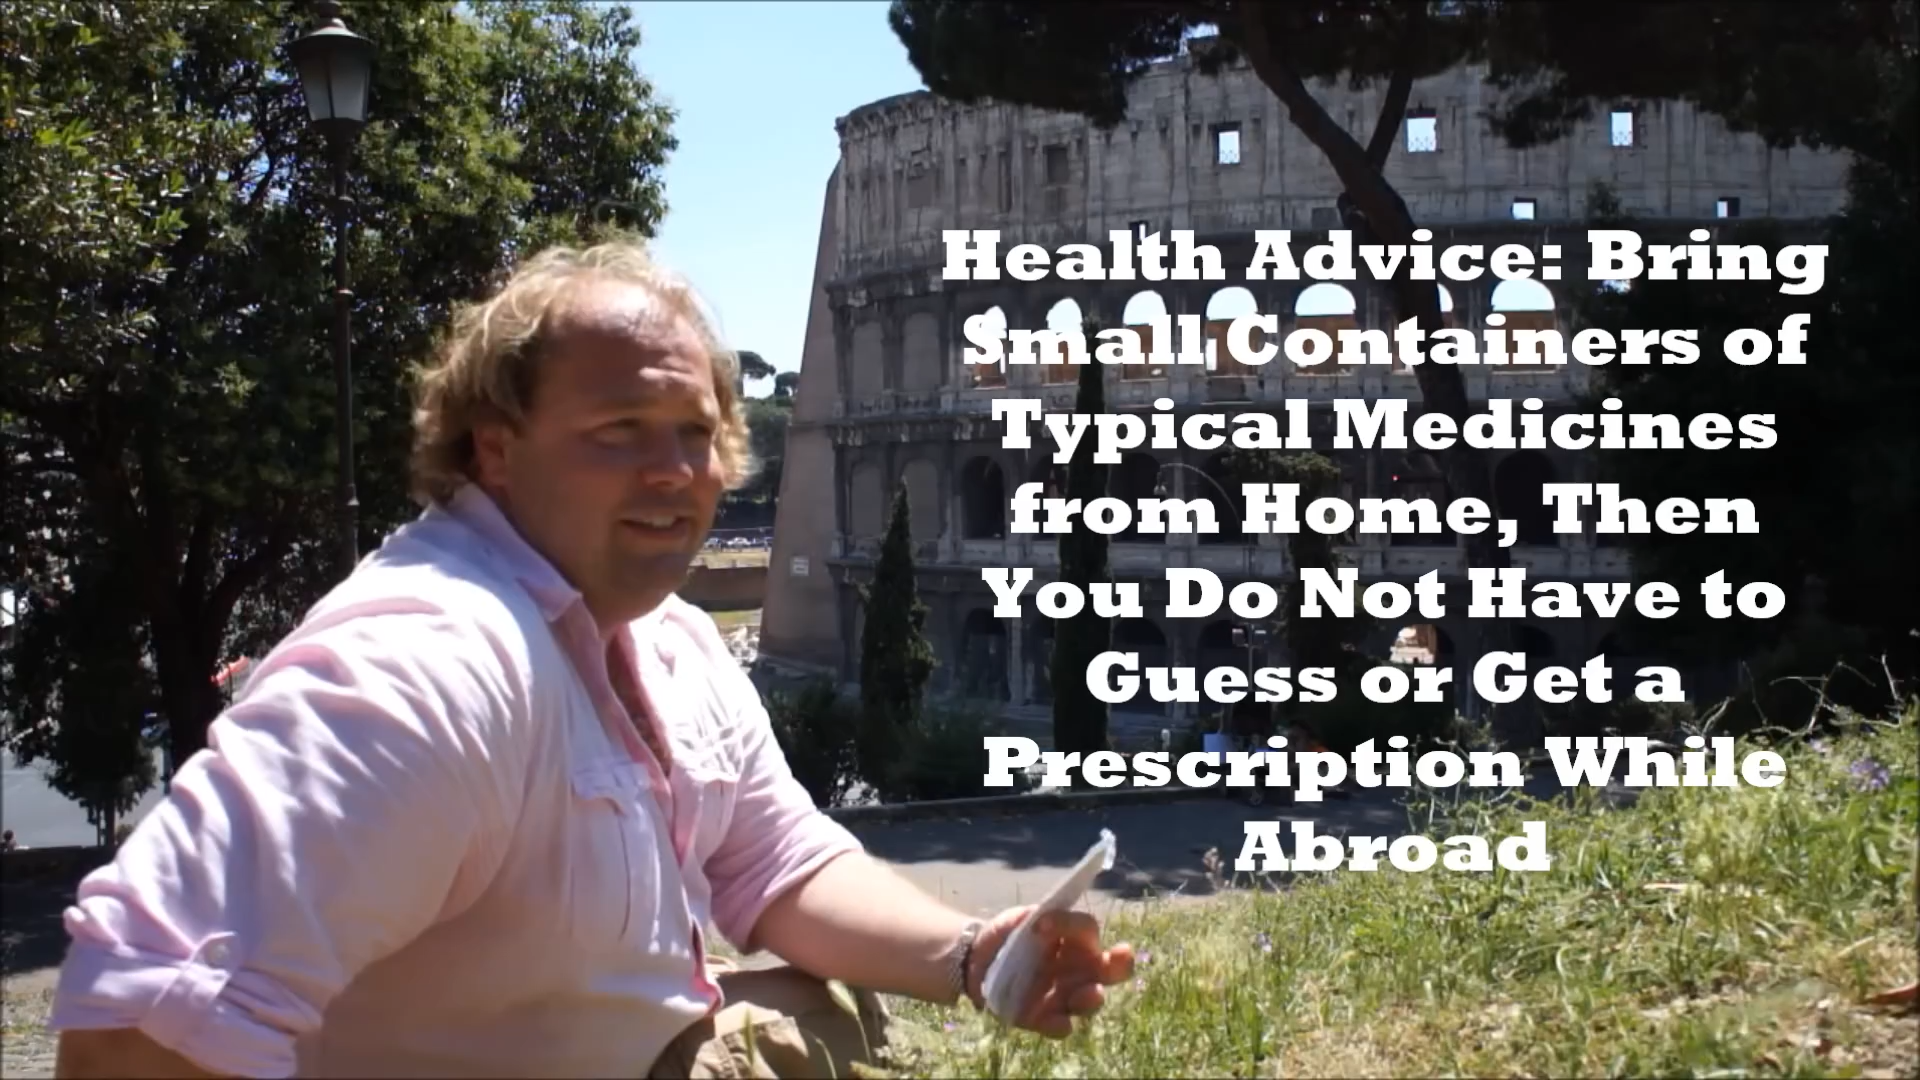 Health Advice: Bring
Small Containers of
Typical Medicines
from Home, Then
You Do Not Have to
Guess or Get a
Prescription While
Abroad